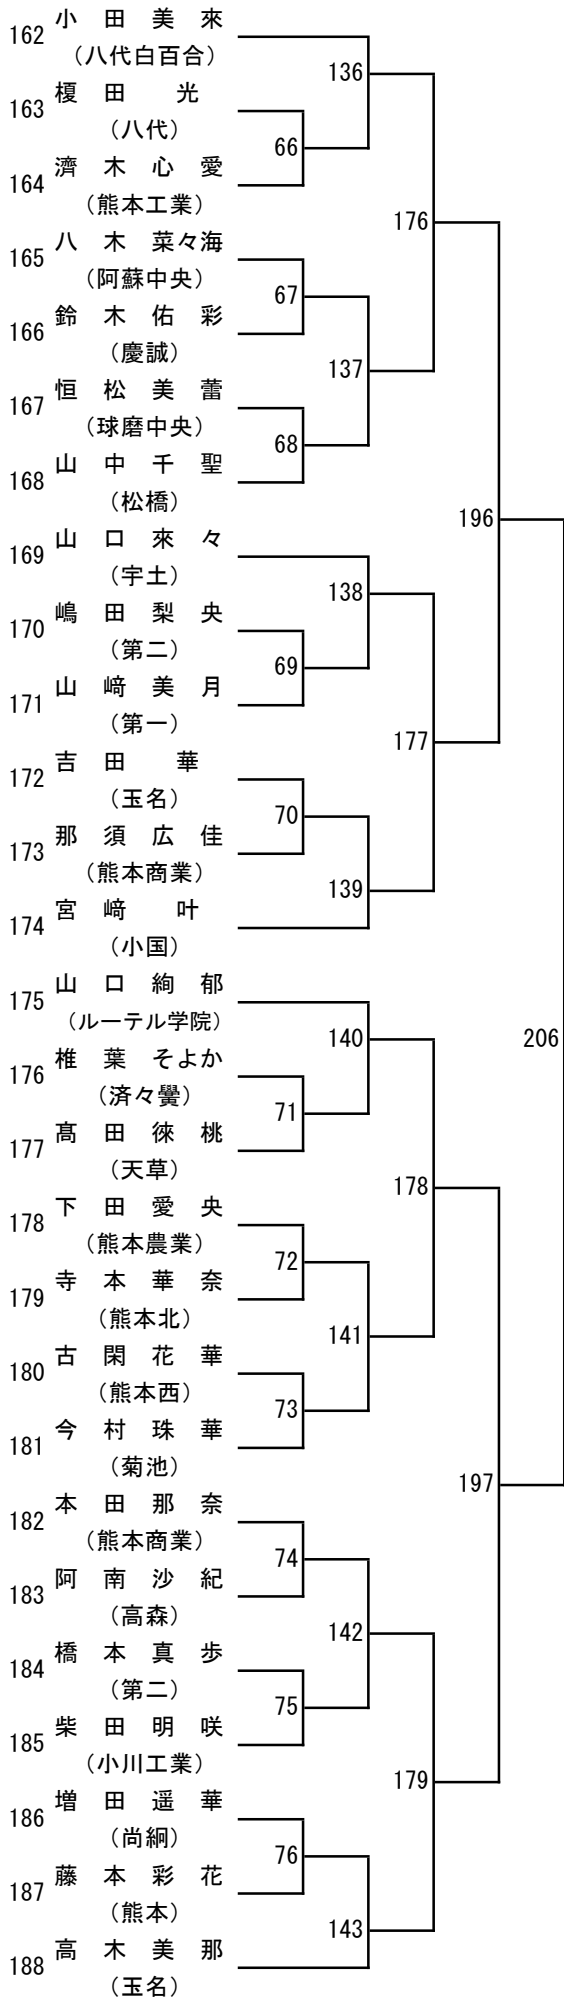 162 小田美來
(八代白百合)
136
163 榎田光
(八代)
66
164 濟木心愛
(熊本工業)
176
165 八木菜々海
(阿蘇中央)
67
166 鈴木佑彩
(慶誠)
137
167 恒松美蕾
(球磨中央)
68
168 山中千聖
(松橋)
196
169 山口來々
(宇土)
138
170 嶋田梨央
(第二)
69
171 山﨑美月
(第一)
177
172 吉田華
(玉名)
70
173 那須広佳
(熊本商業)
139
174 宮﨑叶
(小国)
175 山口絢郁
(ルーテル学院)
140
206
176 椎葉そよか
(済々黌)
71
177 髙田徠桃
(天草)
178
178 下田愛央
(熊本農業)
72
179 寺本華奈
(熊本北)
141
180 古閑花華
(熊本西)
73
181 今村珠華
(菊池)
197
182 本田那奈
(熊本商業)
74
183 阿南沙紀
(高森)
142
184 橋本真歩
(第二)
75
185 柴田明咲
(小川工業)
179
186 増田遥華
(尚絅)
76
187 藤本彩花
(熊本)
143
188 高木美那
(玉名)